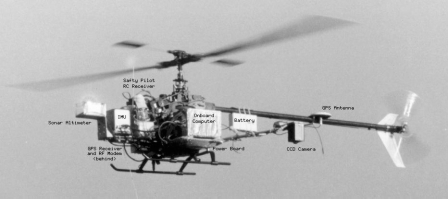 Safty Pilot
RC Receiver
GPS Antenna
Sonar Altimeter
IMU
Onboard
Computer
Battery
GPS Receiver
and RF Modem
(behind)
Power Board
CCD Camera